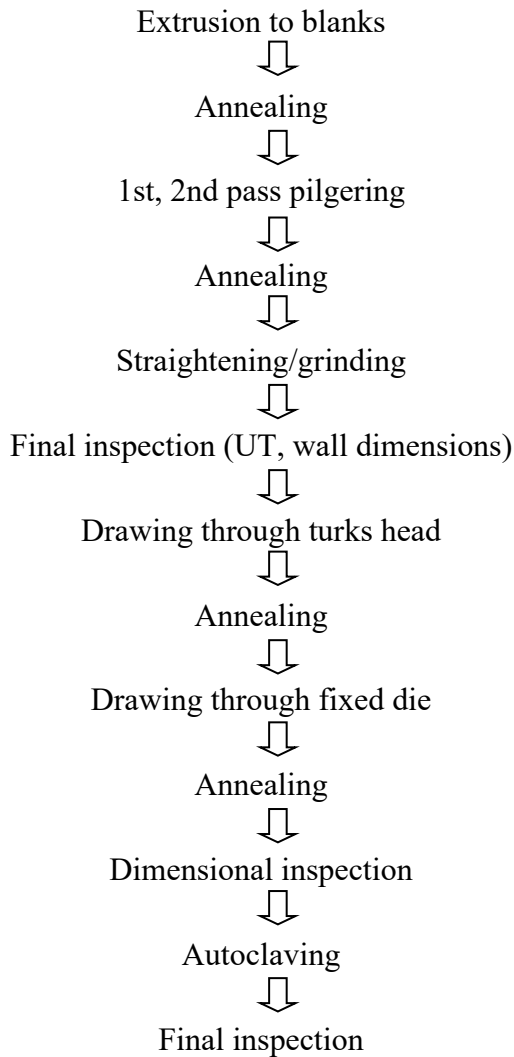 Extrusion to blanks
Annealing
1st, 2nd pass pilgering
Annealing
Straightening/grinding
Final inspection (UT, wall dimensions)
Drawing through turks head
Annealing
Drawing through fixed die
Annealing
Dimensional inspection
Autoclaving
Final inspection